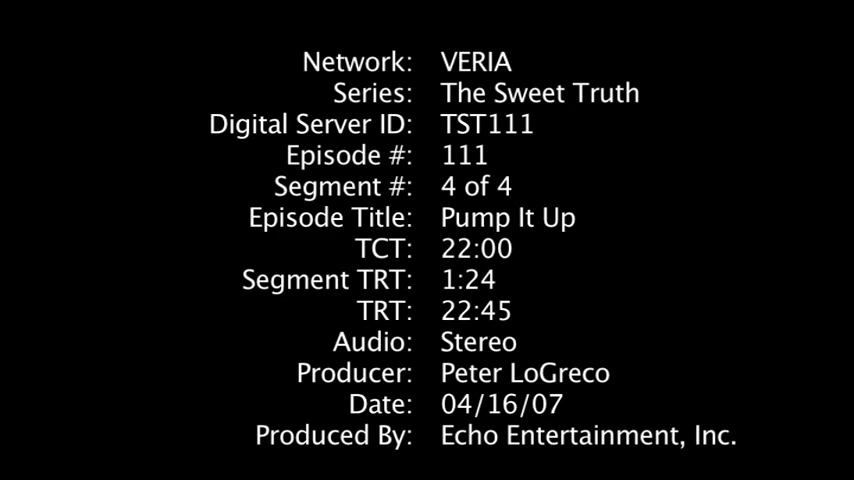 Network: VERIA
Series: The Sweet Truth
Digital Server ID: TST111
Episode #: 111
Segment #: 4 of 4
Episode Title: Pump It Up
TCT: 22:00
Segment TRT: 1:24
TRT: 22:45
Audio: Stereo
Producer: Peter LoGreco
Date: 04/16/07
Produced By: Echo Entertainment, Inc.